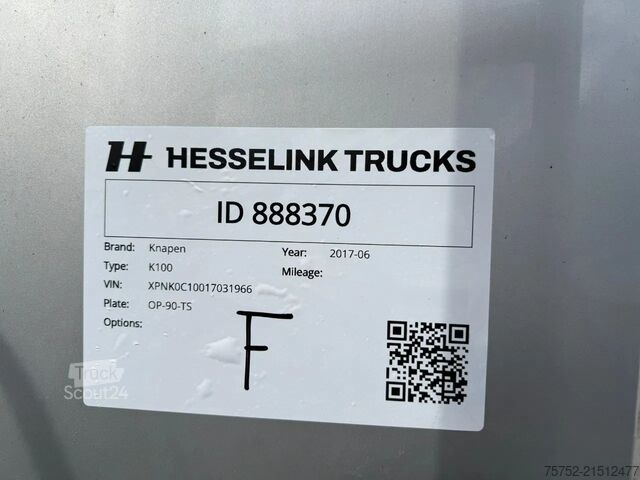 HESSELINK TRUCKS
ID 888370
Brand: Knapen Year: 2017-06
Type: K100 Mileage:
VIN: XPNK0C10017031966
Plate: OP-90-TS
Options:
F
Truck
Scout24
75752-21512477